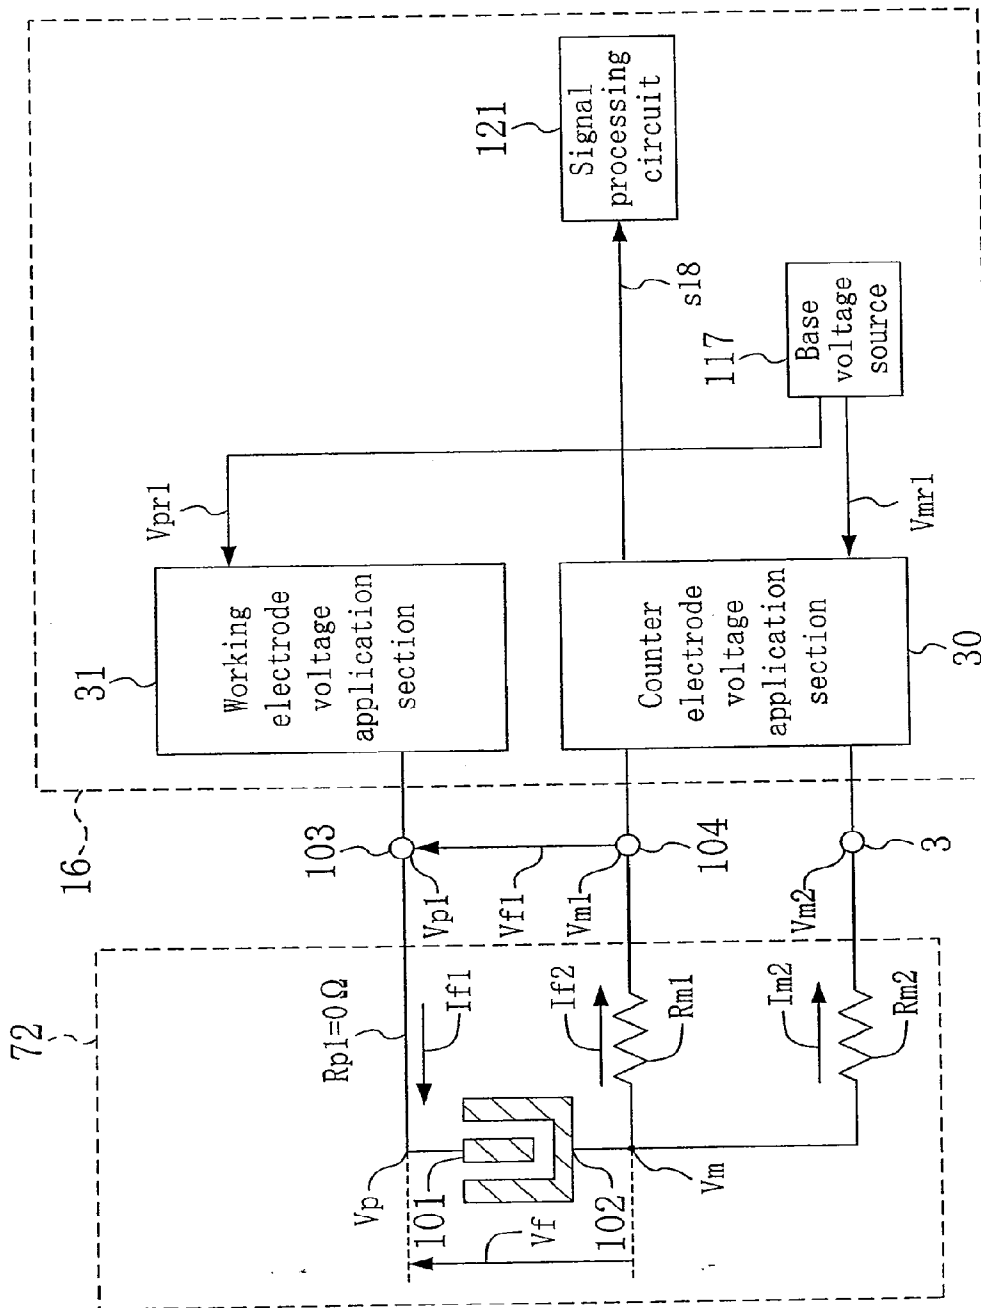 72
16
Rp1=0Ω
If1
Vp
101
Vf
102
Vm
If2
Rm1
Im2
Rm2
103
Vp1
Vf1
Vm1
104
Vm2
3
31
Working
electrode
voltage
application
section
Vpr1
Counter
electrode
voltage
application
section
30
Vmr1
s18
117
Base
voltage
source
121
Signal
processing
circuit